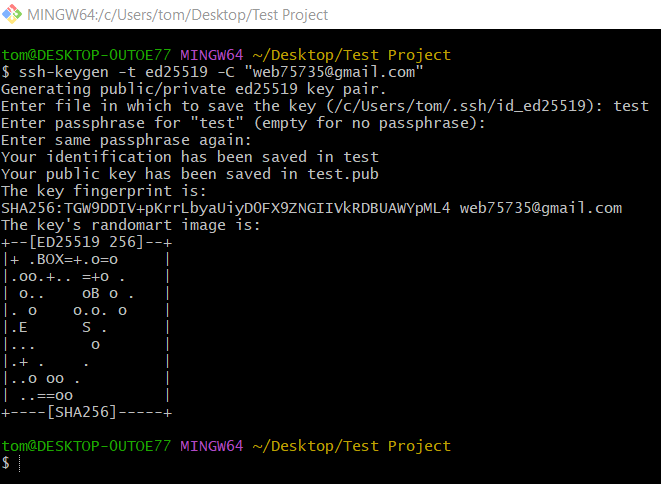 MINGW64:/c/Users/tom/Desktop/Test Project
tom@DESKTOP-OUTOE77 MINGW64 ~/Desktop/Test Project
$ ssh-keygen -t ed25519 -C "web75735@gmail.com"
Generating public/private ed25519 key pair.
Enter file in which to save the key (/c/Users/tom/.ssh/id_ed25519): test
Enter passphrase for "test" (empty for no passphrase):
Enter same passphrase again:
Your identification has been saved in test
Your public key has been saved in test.pub
The key fingerprint is:
SHA256:TGW9DDIV+pKrrLbyaUiyDOFX9ZNGIIVkRDBUAWYpML4 web75735@gmail.com
The key's randomart image is:
+--[ED25519 256]--+
|+ .BOX=+.o=o     |
|.oo.+.. =+o .    |
| o..    oB o .   |
|. o    o.o. o    |
|.E      S .      |
|...      o       |
|.+ .    .        |
|..o oo .         |
| ..==oo          |
+----[SHA256]-----+
tom@DESKTOP-OUTOE77 MINGW64 ~/Desktop/Test Project
$